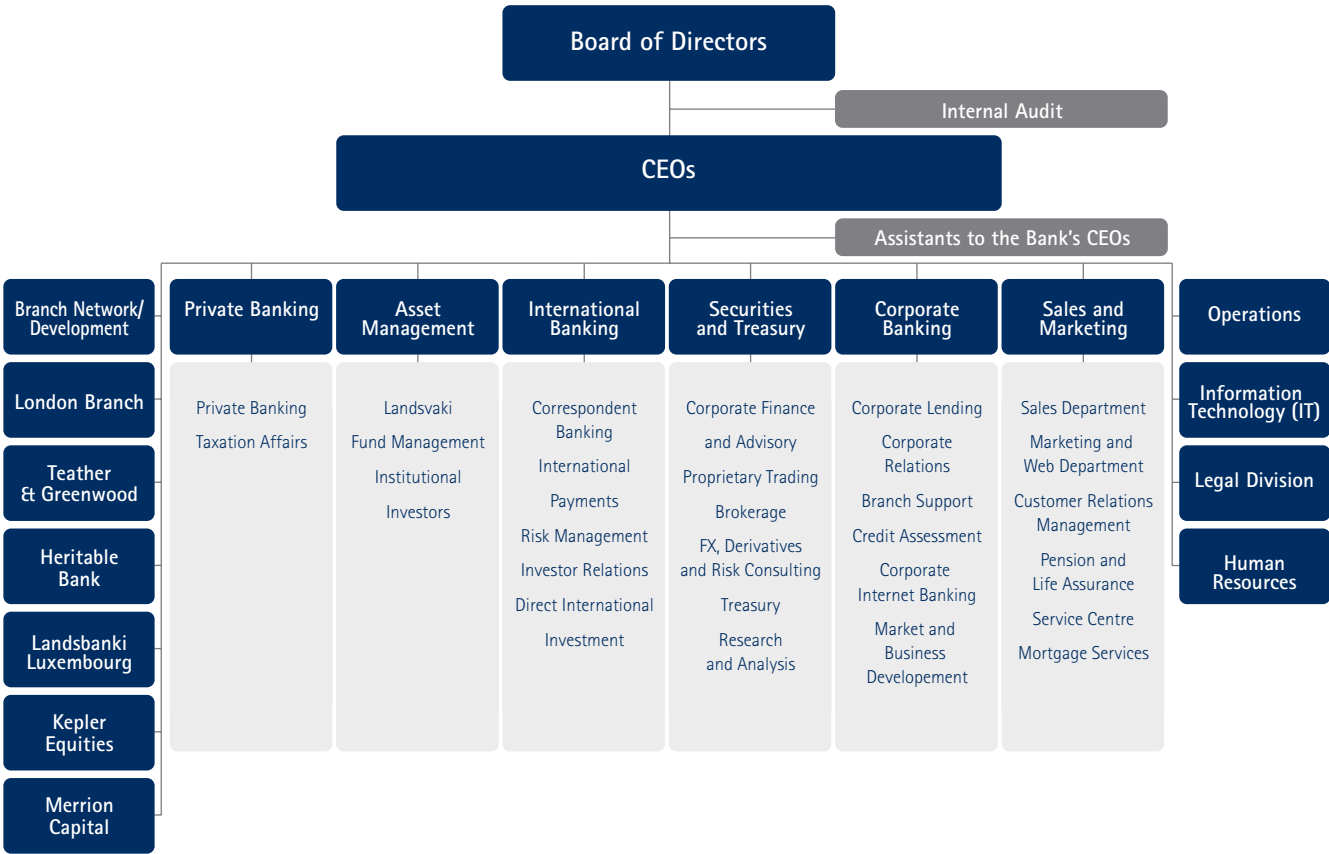 Board of Directors
Internal Audit
CEOs
Assistants to the Bank's CEOs
Branch Network/
Development
London Branch
Teather
& Greenwood
Heritable
Bank
Landsbanki
Luxembourg
Kepler
Equities
Merrion
Capital
Private Banking
Private Banking
Taxation Affairs
Asset
Management
Landsvaki
Fund Management
Institutional
Investors
International
Banking
Correspondent
Banking
International
Payments
Risk Management
Investor Relations
Direct International
Investment
Securities
and Treasury
Corporate Finance
and Advisory
Proprietary Trading
Brokerage
FX, Derivatives
and Risk Consulting
Treasury
Research
and Analysis
Corporate
Banking
Corporate Lending
Corporate
Relations
Branch Support
Credit Assessment
Corporate
Internet Banking
Market and
Business
Developement
Sales and
Marketing
Sales Department
Marketing and
Web Department
Customer Relations
Management
Pension and
Life Assurance
Service Centre
Mortgage Services
Operations
Information
Technology (IT)
Legal Division
Human
Resources